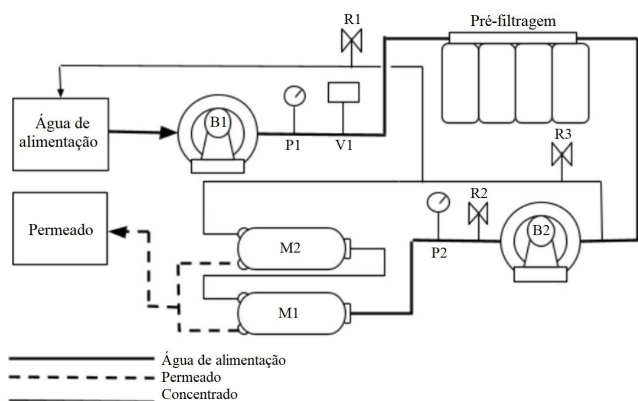 R1
Pré-filtragem
Água de
alimentação
B1
P1
V1
R3
Permeado
R2
M2
P2
B2
M1
Água de alimentação
Permeado
Concentrado